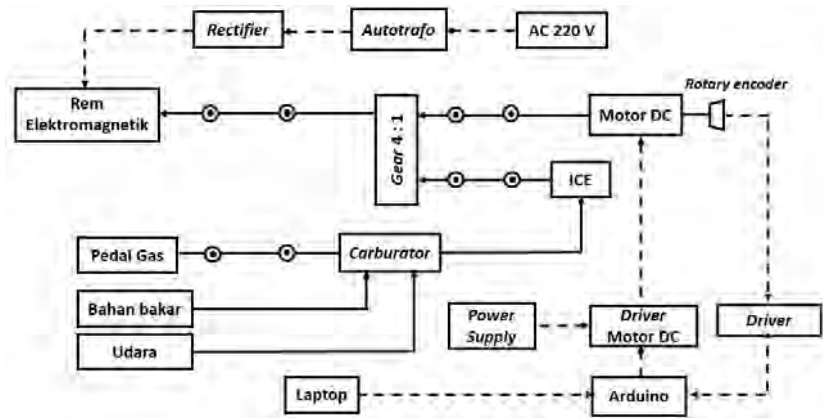 Rectifier
Autotrafo
AC 220 V
Rotary encoder
Rem
Elektromagnetik
Gear 4 : 1
Motor DC
ICE
Pedal Gas
Carburator
Bahan bakar
Udara
Power
Supply
Driver
Motor DC
Driver
Laptop
Arduino